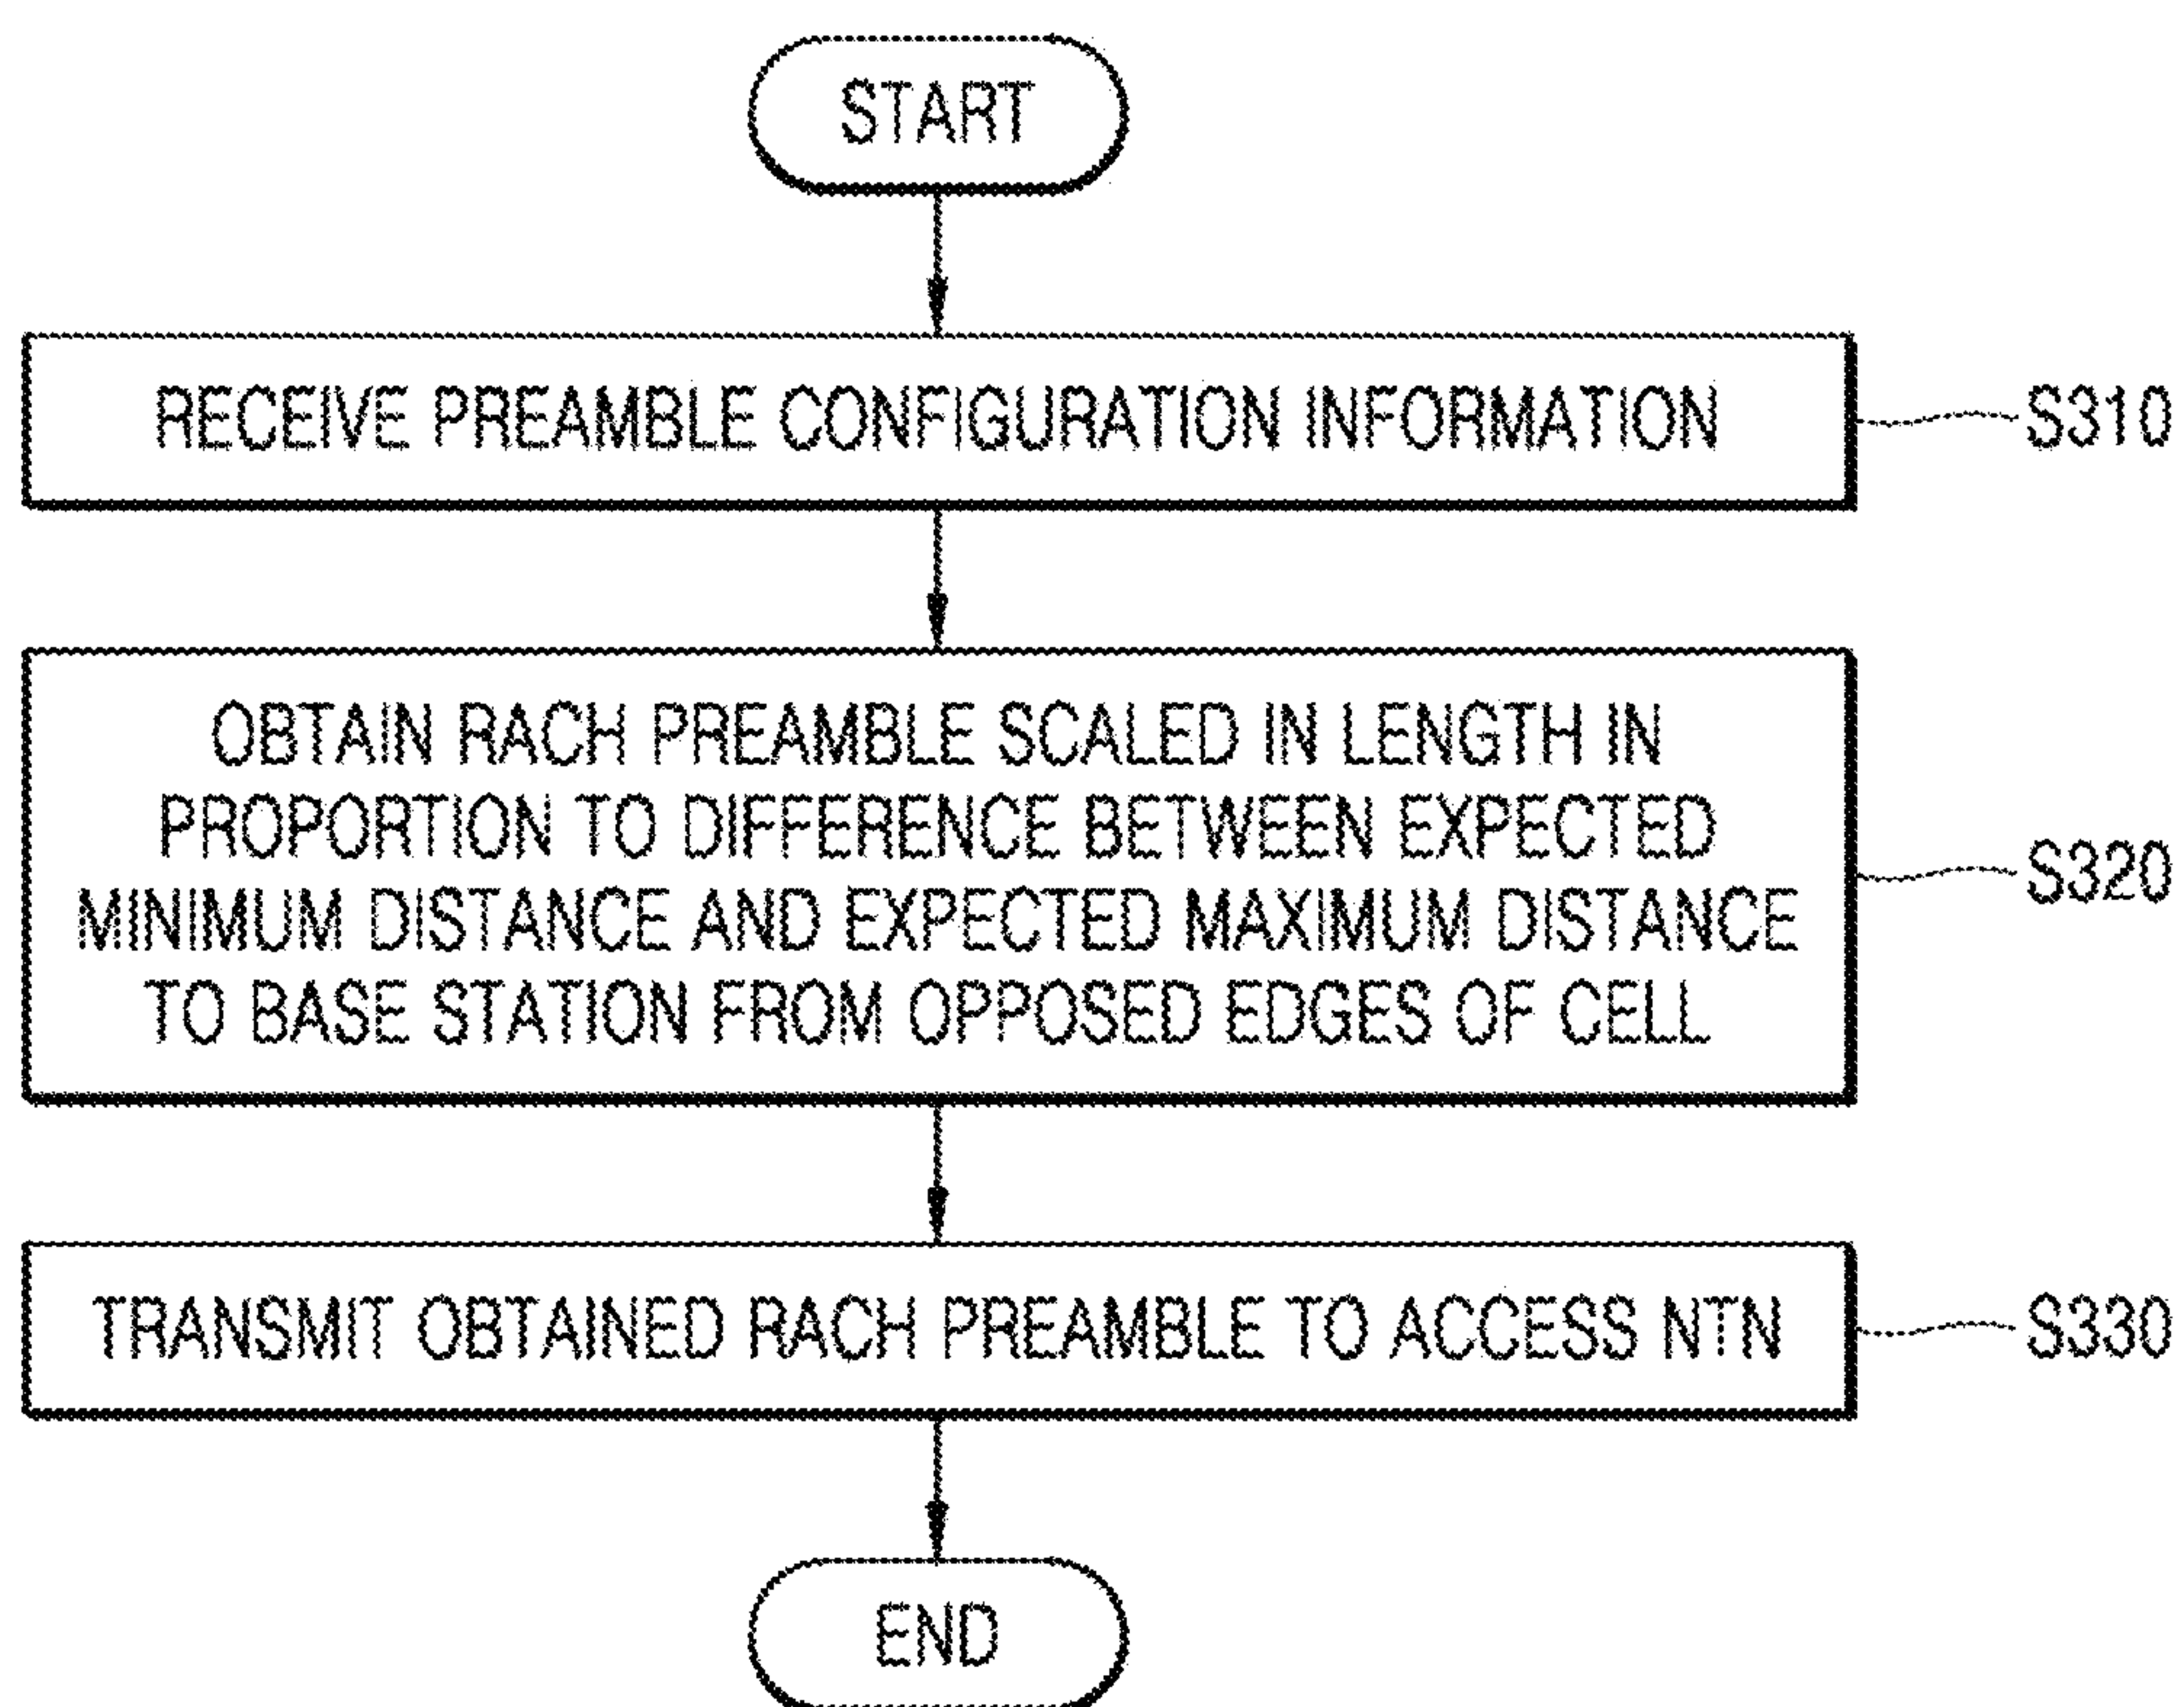 START
RECEIVE PREAMBLE CONFIGURATION INFORMATION
S310
OBTAIN RACH PREAMBLE SCALED IN LENGTH IN
PROPORTION TO DIFFERENCE BETWEEN EXPECTED
MINIMUM DISTANCE AND EXPECTED MAXIMUM DISTANCE
TO BASE STATION FROM OPPOSED EDGES OF CELL
S320
TRANSMIT OBTAINED RACH PREAMBLE TO ACCESS NTN
S330
END